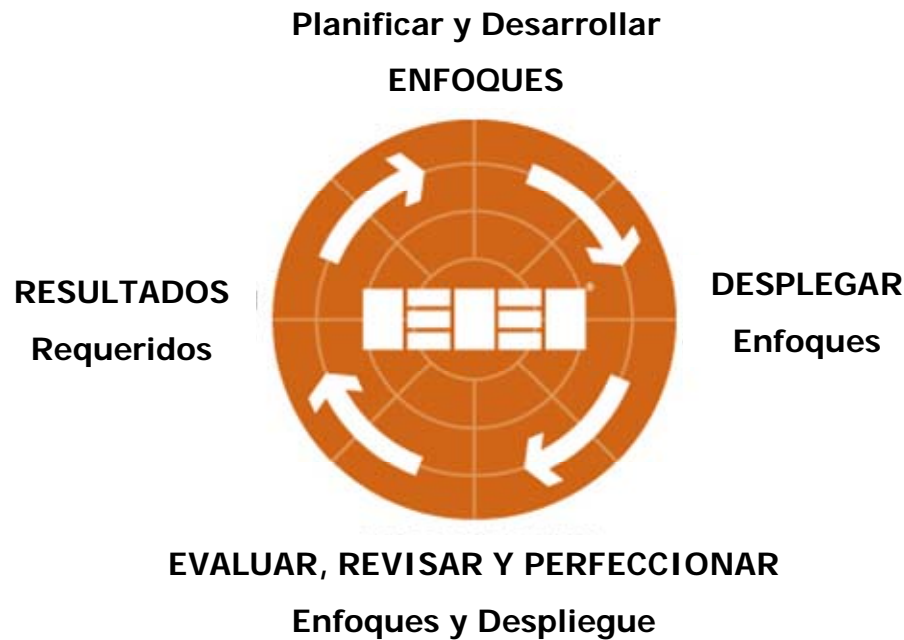 Planificar y Desarrollar
ENFOQUES
RESULTADOS
Requeridos
DESPLEGAR
Enfoques
EVALUAR, REVISAR Y PERFECCIONAR
Enfoques y Despliegue